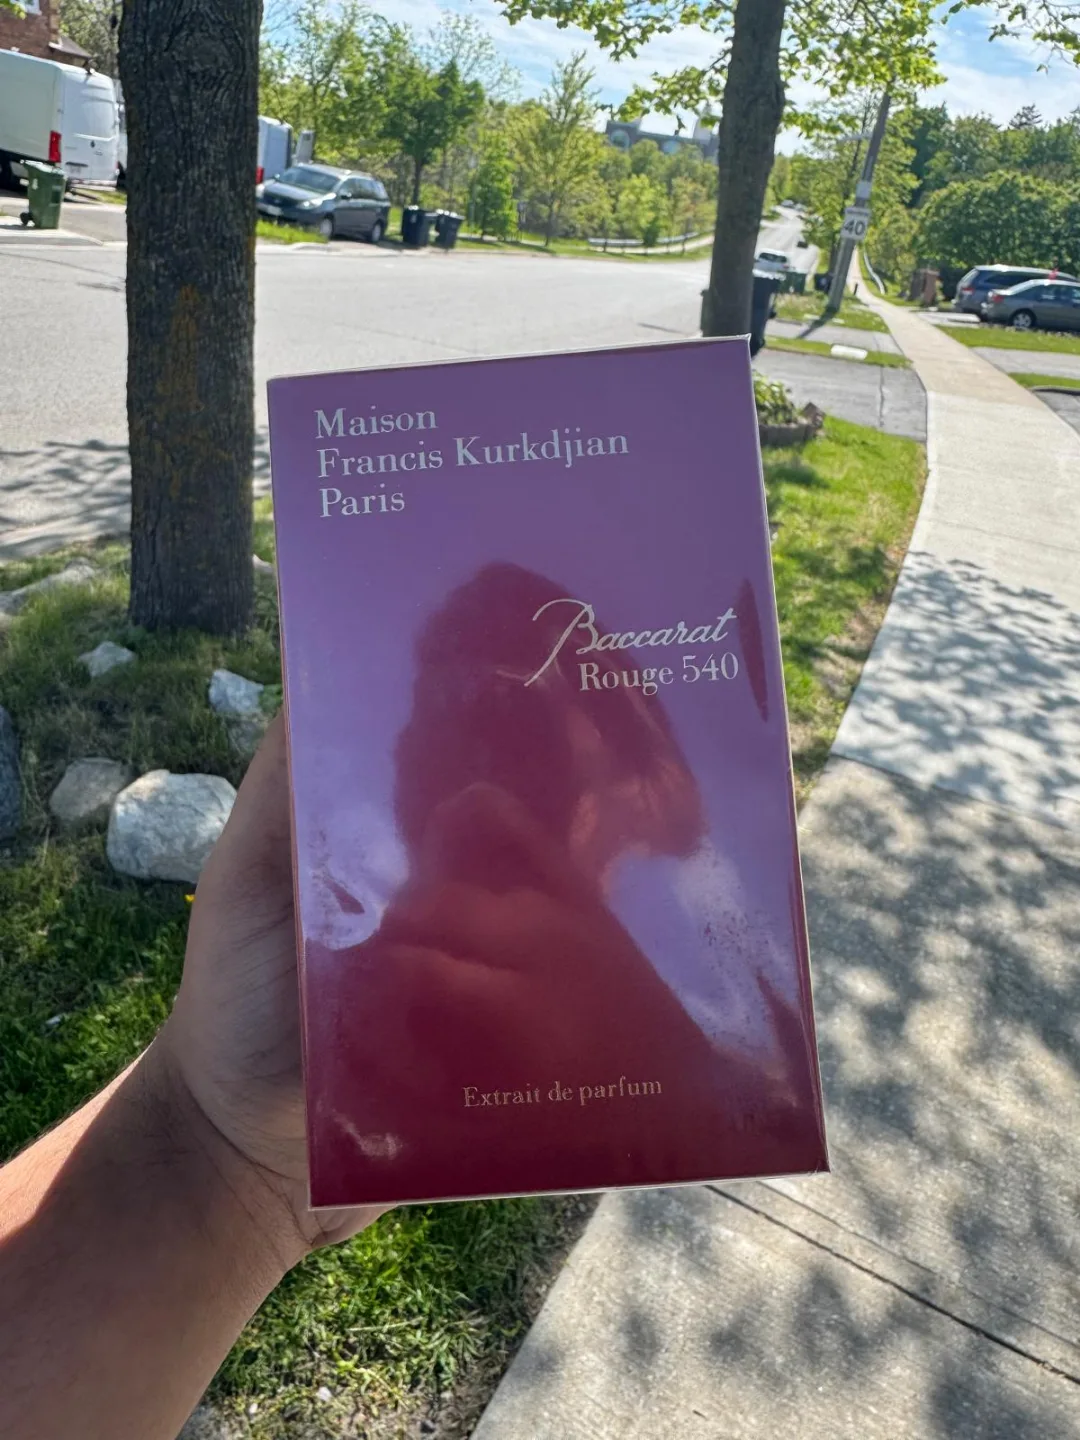 40
Maison
Francis Kurkdjian
Paris
Baccarat
Rouge 540
Extrait de parfum